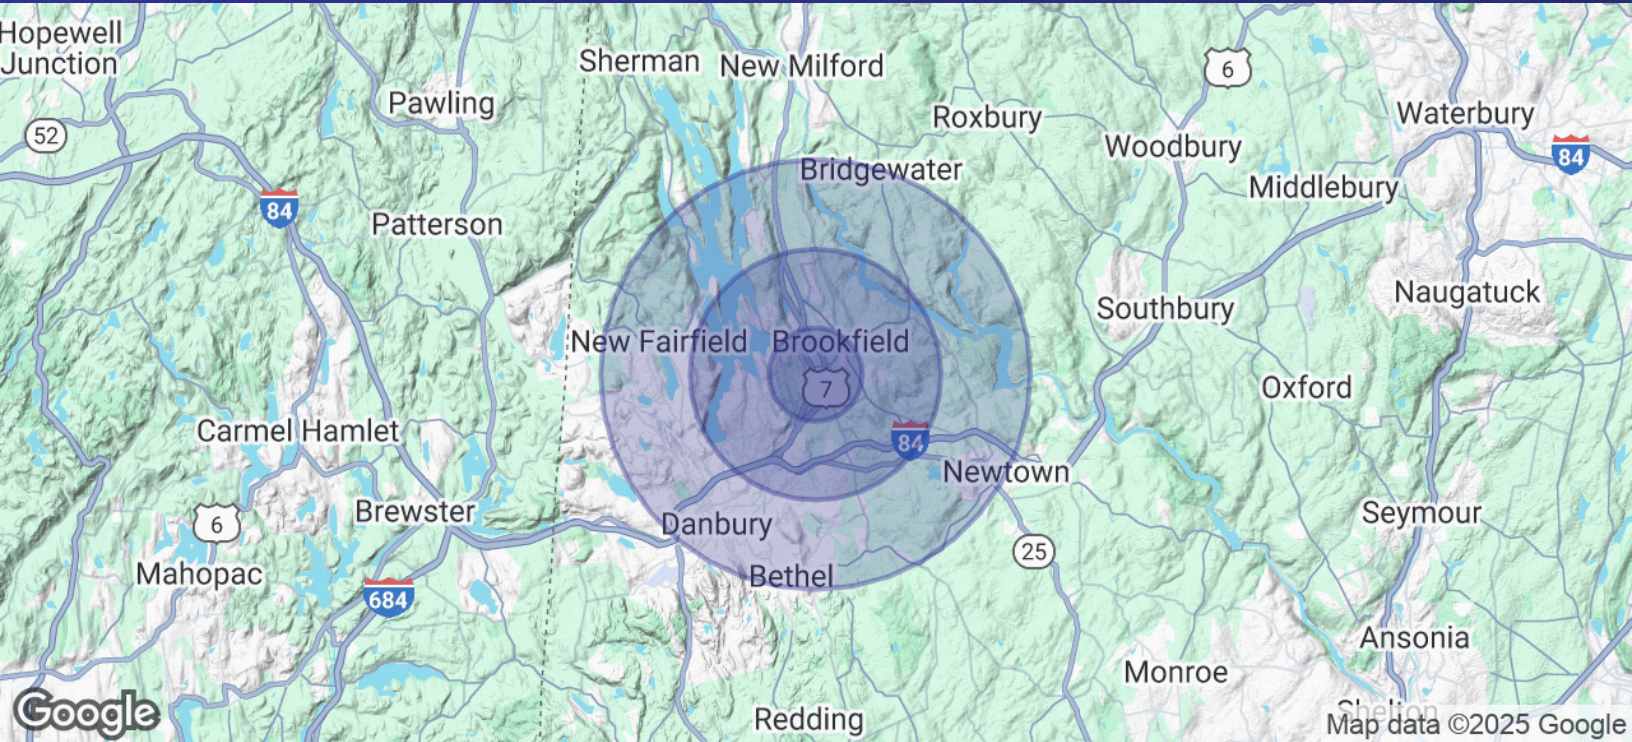 Hopewell
Junction
Sherman
New Milford
6
Pawling
52
Roxbury
Waterbury
Woodbury
84
Bridgewater
Middlebury
84
Patterson
Naugatuck
Southbury
New Fairfield
Brookfield
7
Oxford
Carmel Hamlet
84
Newtown
Brewster
Seymour
6
Danbury
25
Mahopac
Bethel
684
Ansonia
Monroe
Google
Redding
Shelton
Map data ©2025 Google